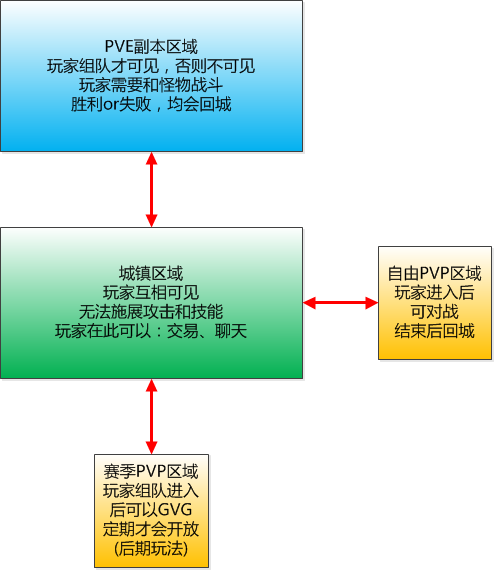 PVE副本区域
玩家组队才可见，否则不可见
玩家需要和怪物战斗
胜利or失败，均会回城
城镇区域
玩家互相可见
无法施展攻击和技能
玩家在此可以：交易、聊天
自由PVP区域
玩家进入后
可对战
结束后回城
赛季PVP区域
玩家组队进入
后可以GVG
定期才会开放
(后期玩法)